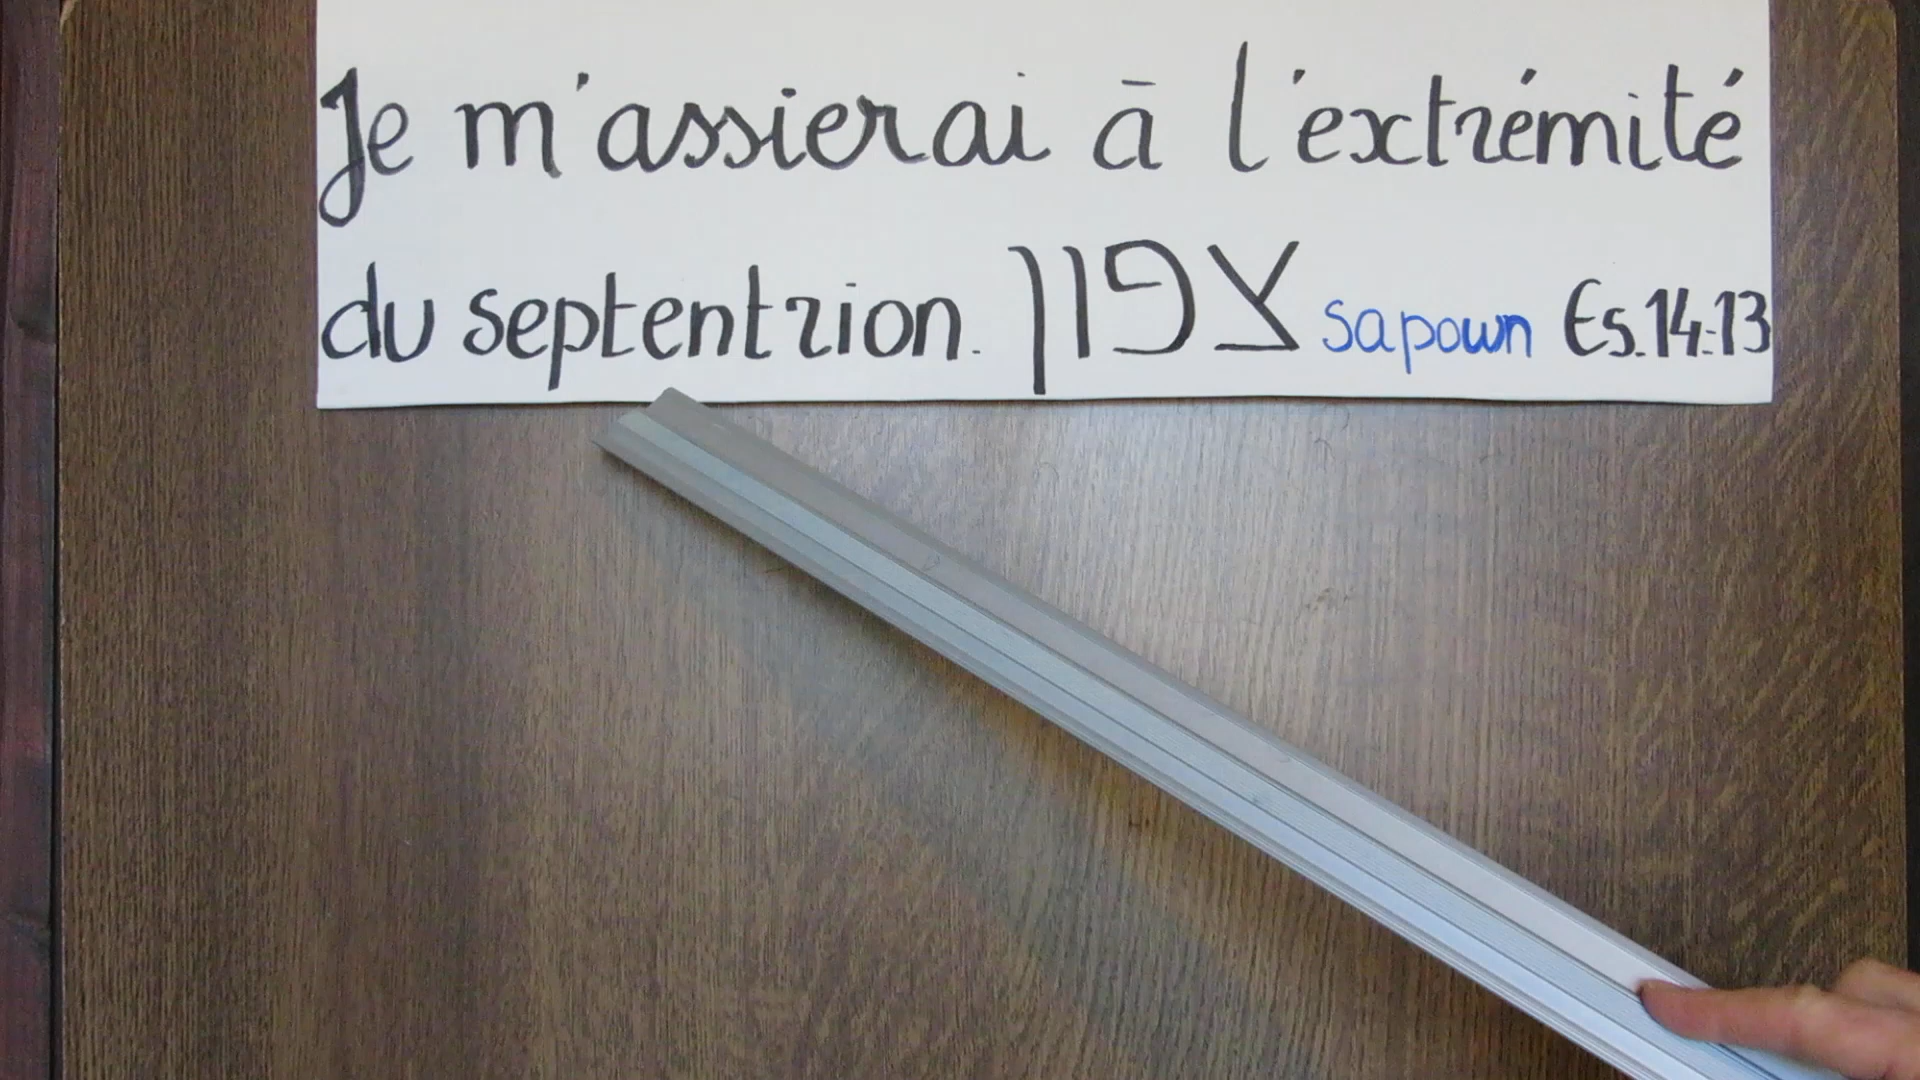 Je m'assierai à l'extrémité
du septentrion. צפון sapown Es.14-13